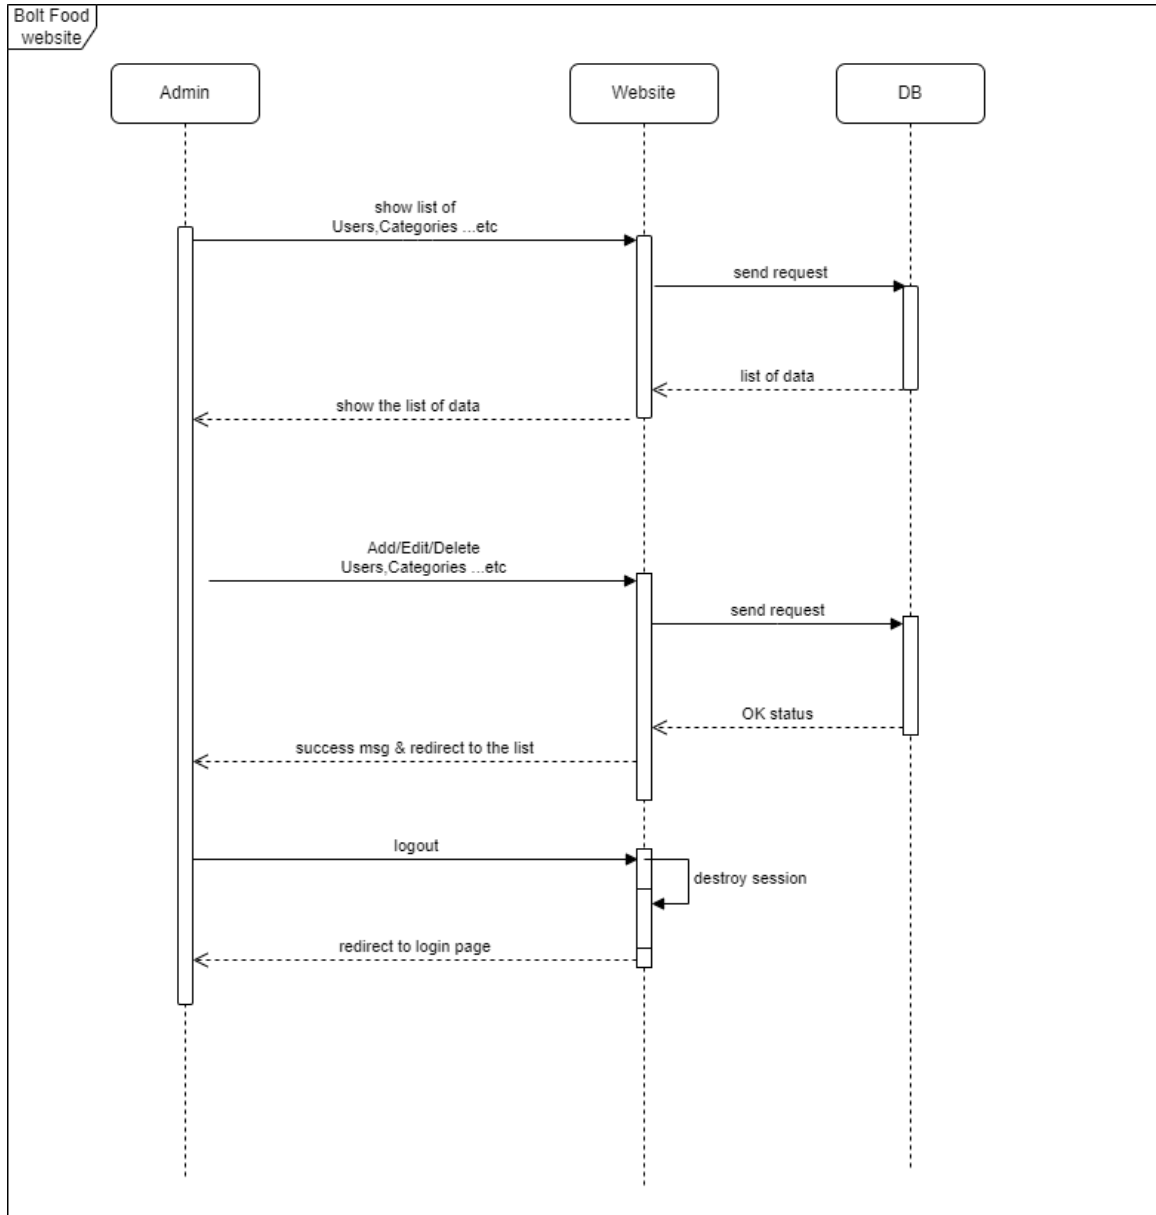 Bolt Food
website
Admin
Website
DB
show list of
Users,Categories ...etc
send request
list of data
show the list of data
Add/Edit/Delete
Users,Categories ...etc
send request
OK status
success msg & redirect to the list
logout
destroy session
redirect to login page